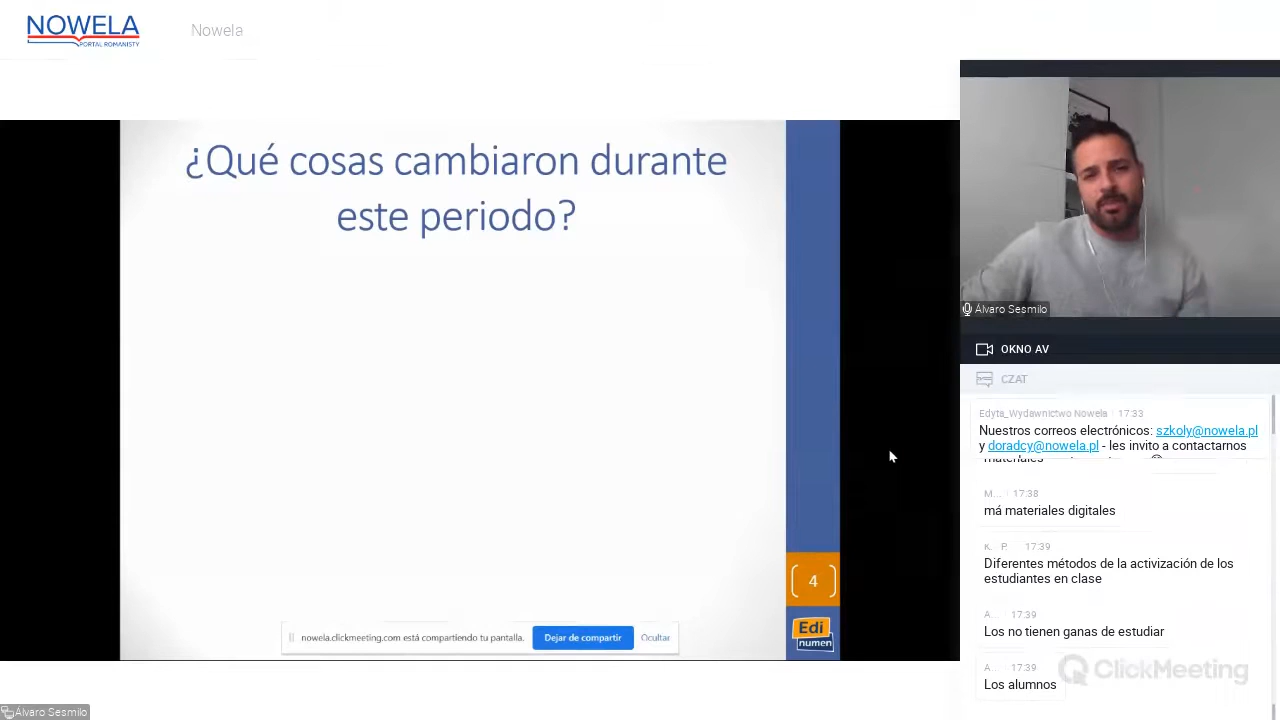 NOWELA
PORTAL ROMANISTY
Nowela
¿Qué cosas cambiaron durante
este periodo?
4
Edi
numen
nowela.clickmeeting.com está compartiendo tu pantalla.
Dejar de compartir
Ocultar
Álvaro Sesmilo
Álvaro Sesmilo
OKNO AV
CZAT
Edyta_Wydawnictwo Nowela 17:33
Nuestros correos electrónicos: szkoly@nowela.pl
y doradcy@nowela.pl - les invito a contactarnos
materiales
M... 17:38
má materiales digitales
K. P. 17:39
Diferentes métodos de la activización de los
estudiantes en clase
A... 17:39
Los no tienen ganas de estudiar
A... 17:39
Los alumnos
ClickMeeting